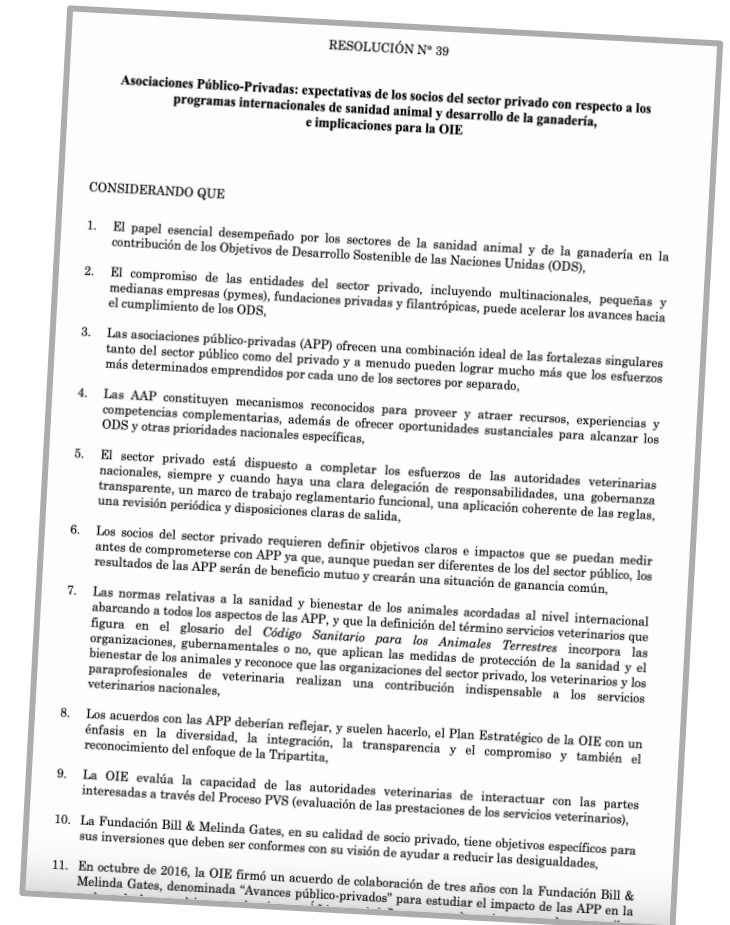 RESOLUCIÓN N° 39
Asociaciones Público-Privadas: expectativas de los socios del sector privado con respecto a los
programas internacionales de sanidad animal y desarrollo de la ganadería,
e implicaciones para la OIE
CONSIDERANDO QUE
1. El papel esencial desempeñado por los sectores de la sanidad animal y de la ganadería en la
contribución de los Objetivos de Desarrollo Sostenible de las Naciones Unidas (ODS),
2. El compromiso de las entidades del sector privado, incluyendo multinacionales, pequeñas y
medianas empresas (pymes), fundaciones privadas y filantrópicas, puede acelerar los avances hacia
el cumplimiento de los ODS,
3. Las asociaciones público-privadas (APP) ofrecen una combinación ideal de las fortalezas singulares
tanto del sector público como del privado y a menudo pueden lograr mucho más que los esfuerzos
más determinados emprendidos por cada uno de los sectores por separado,
4. Las AAP constituyen mecanismos reconocidos para proveer y atraer recursos, experiencias y
competencias complementarias, además de ofrecer oportunidades sustanciales para alcanzar los
ODS y otras prioridades nacionales específicas,
5. El sector privado está dispuesto a completar los esfuerzos de las autoridades veterinarias
nacionales, siempre y cuando haya una clara delegación de responsabilidades, una gobernanza
transparente, un marco de trabajo reglamentario funcional, una aplicación coherente de las reglas,
una revisión periódica y disposiciones claras de salida,
6. Los socios del sector privado requieren definir objetivos claros e impactos que se puedan medir
antes de comprometerse con APP ya que, aunque puedan ser diferentes de los del sector público, los
resultados de las APP serán de beneficio mutuo y crearán una situación de ganancia común,
7. Las normas relativas a la sanidad y bienestar de los animales acordadas al nivel internacional
abarcando a todos los aspectos de las APP, y que la definición del término servicios veterinarios que
figura en el glosario del Código Sanitario para los Animales Terrestres incorpora las
organizaciones, gubernamentales o no, que aplican las medidas de protección de la sanidad y el
bienestar de los animales y reconoce que las organizaciones del sector privado, los veterinarios y los
paraprofesionales de veterinaria realizan una contribución indispensable a los servicios
veterinarios nacionales,
8. Los acuerdos con las APP deberían reflejar, y suelen hacerlo, el Plan Estratégico de la OIE con un
énfasis en la diversidad, la integración, la transparencia y el compromiso y también el
reconocimiento del enfoque de la Tripartita,
9. La OIE evalúa la capacidad de las autoridades veterinarias de interactuar con las partes
interesadas a través del Proceso PVS (evaluación de las prestaciones de los servicios veterinarios),
10. La Fundación Bill & Melinda Gates, en su calidad de socio privado, tiene objetivos específicos para
sus inversiones que deben ser conformes con su visión de ayudar a reducir las desigualdades,
11. En octubre de 2016, la OIE firmó un acuerdo de colaboración de tres años con la Fundación Bill &
Melinda Gates, denominada “Avances público-privados” para estudiar el impacto de las APP en la